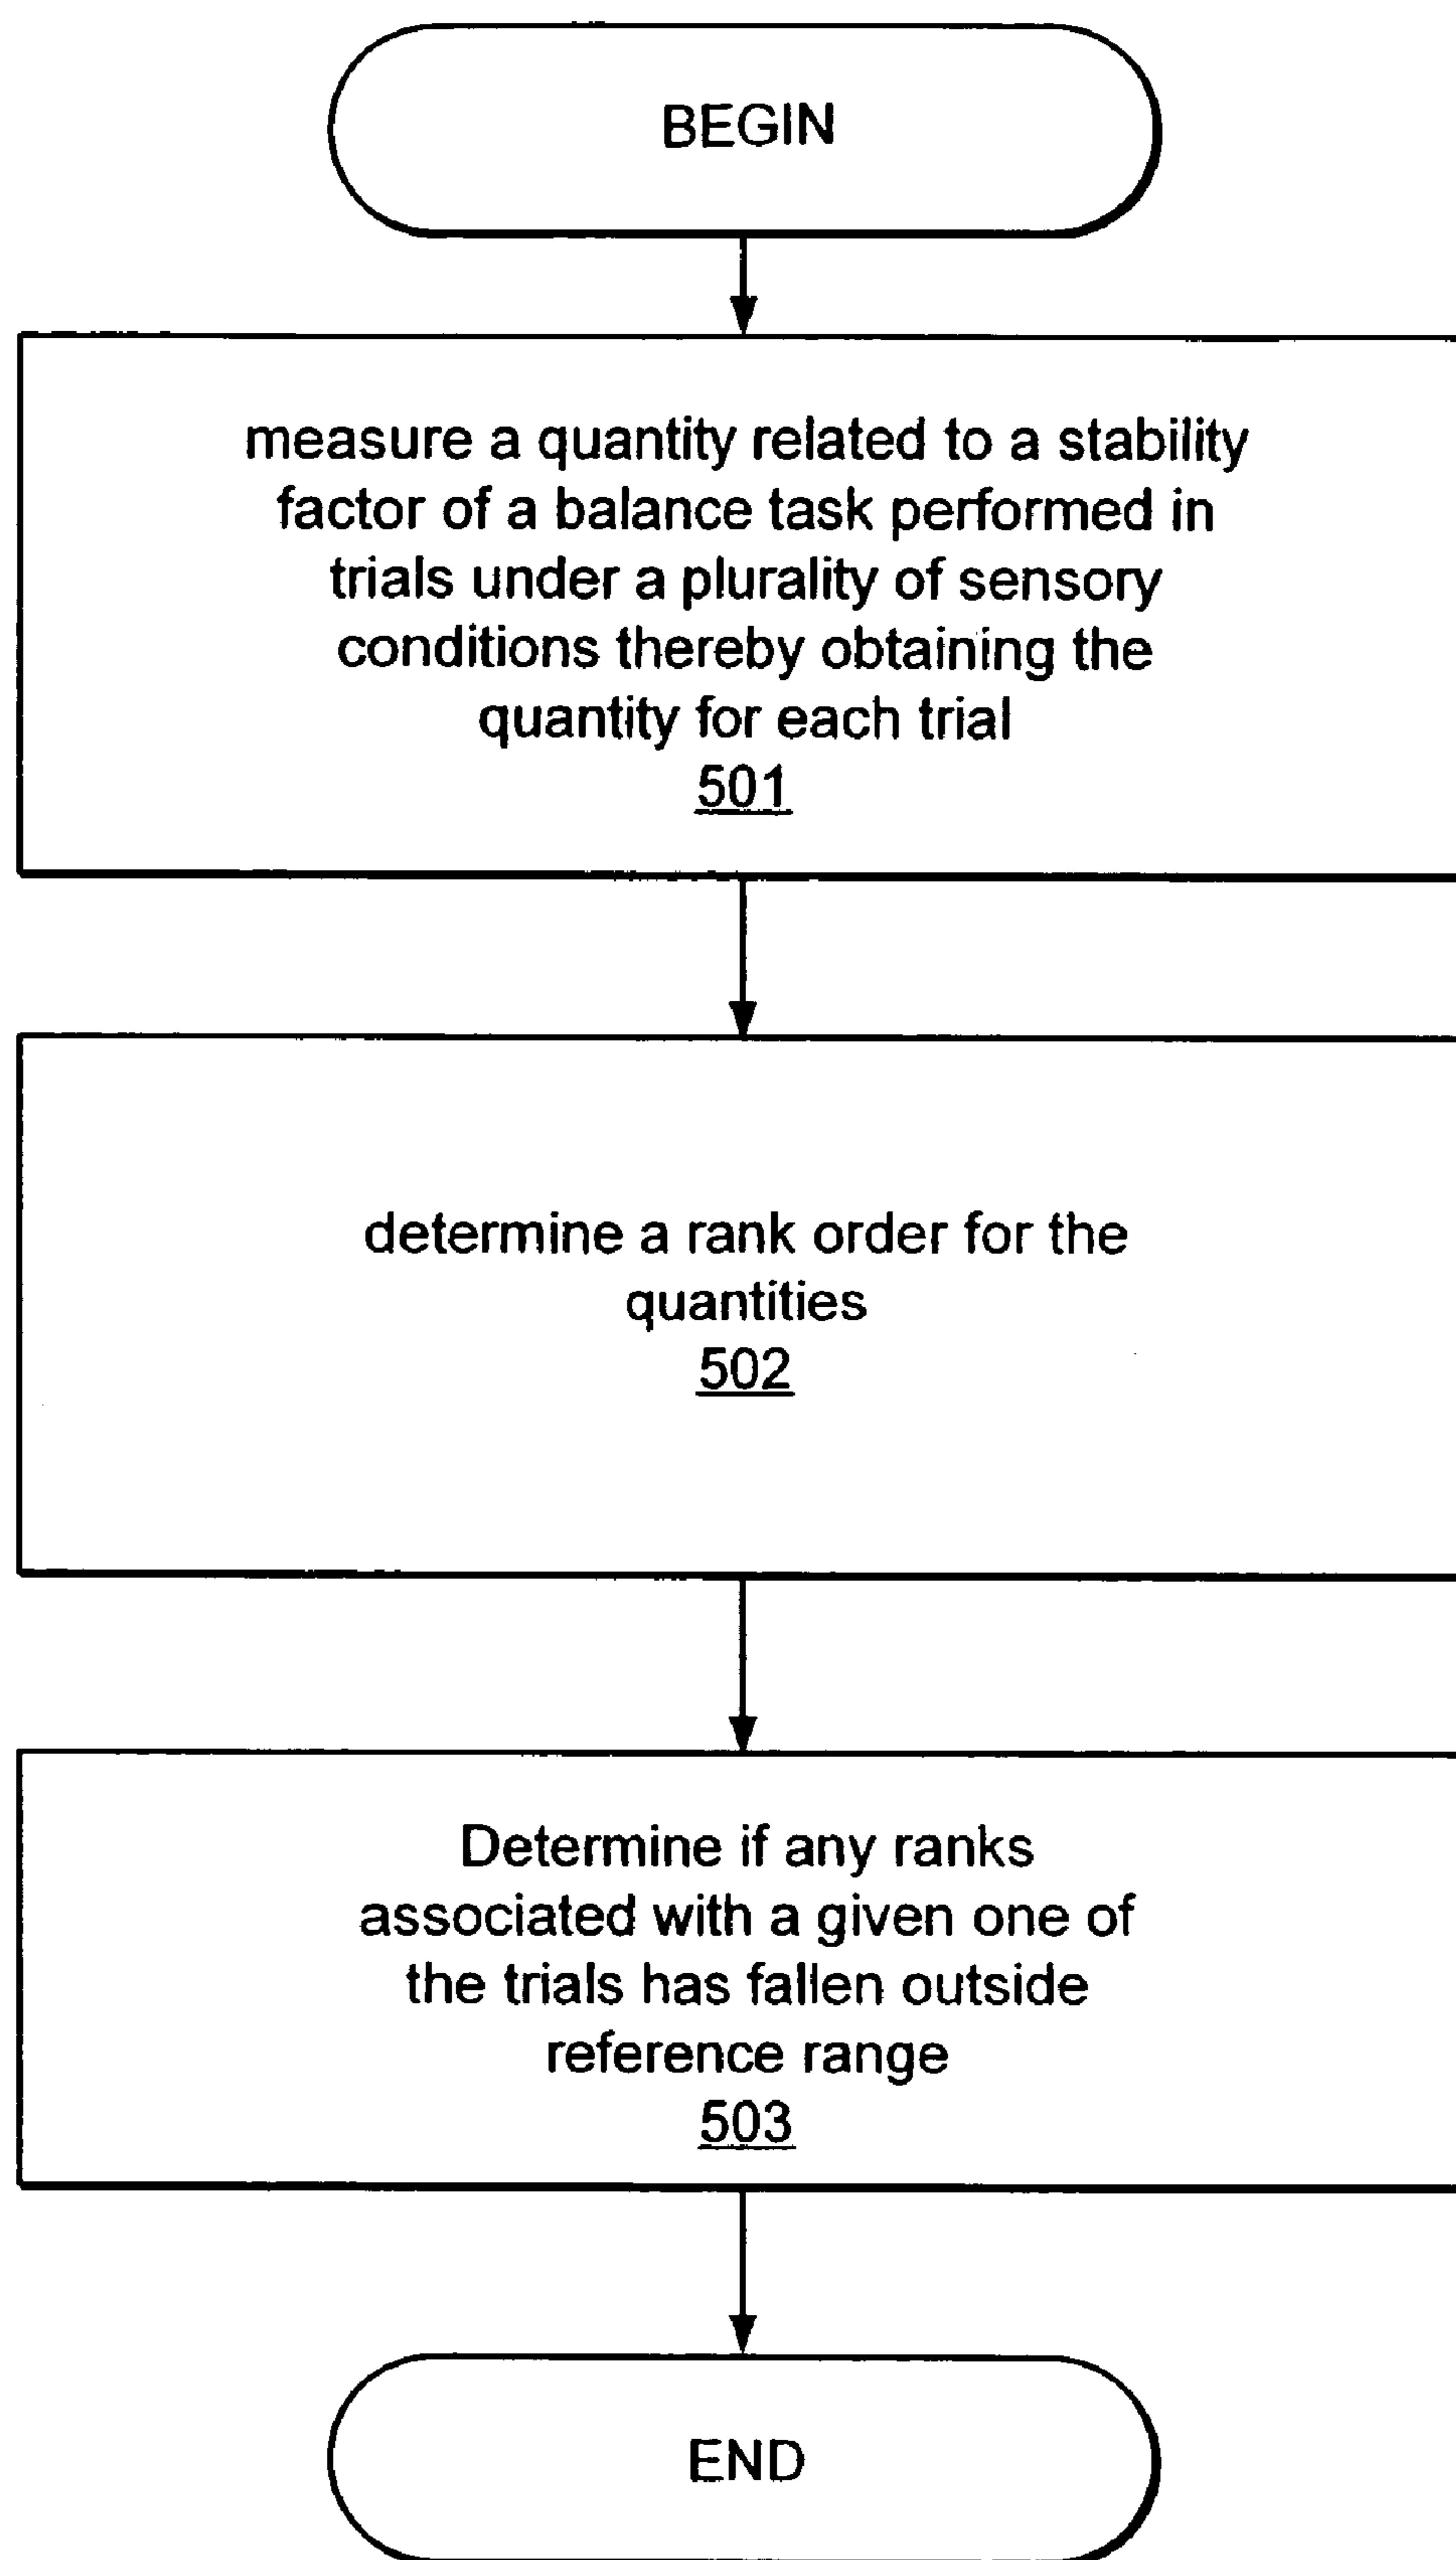 BEGIN
measure a quantity related to a stability
factor of a balance task performed in
trials under a plurality of sensory
conditions thereby obtaining the
quantity for each trial
501
determine a rank order for the
quantities
502
Determine if any ranks
associated with a given one of
the trials has fallen outside
reference range
503
END